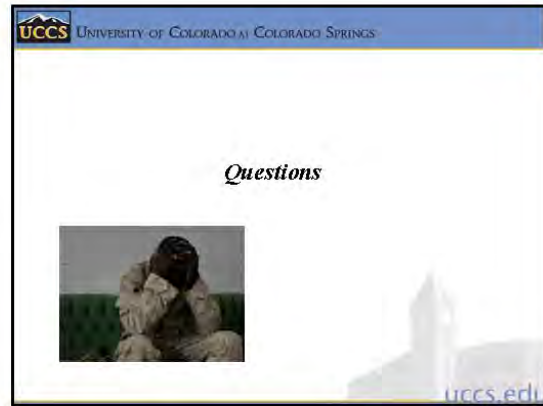 UCCS UNIVERSITY OF COLORADO AT COLORADO SPRINGS
Questions
uccs.edu